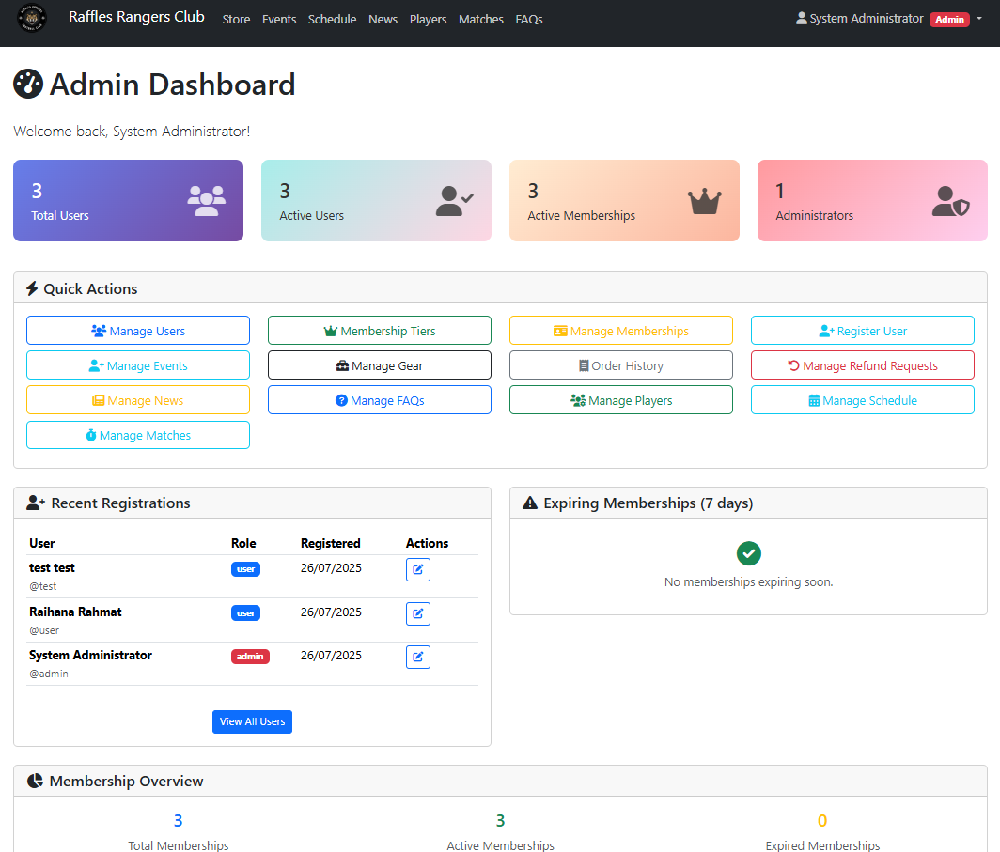 Raffles Rangers Club Store Events Schedule News Players Matches FAQs System Administrator Admin
Admin Dashboard
Welcome back, System Administrator!
3
Total Users
3
Active Users
3
Active Memberships
1
Administrators
Quick Actions
Manage Users Membership Tiers Manage Memberships Register User
Manage Events Manage Gear Order History Manage Refund Requests
Manage News Manage FAQs Manage Players Manage Schedule
Manage Matches
Recent Registrations
User Role Registered Actions
test test user 26/07/2025
@test
Raihana Rahmat user 26/07/2025
@user
System Administrator admin 26/07/2025
@admin
View All Users
Expiring Memberships (7 days)
No memberships expiring soon.
Membership Overview
3 3 0
Total Memberships Active Memberships Expired Memberships